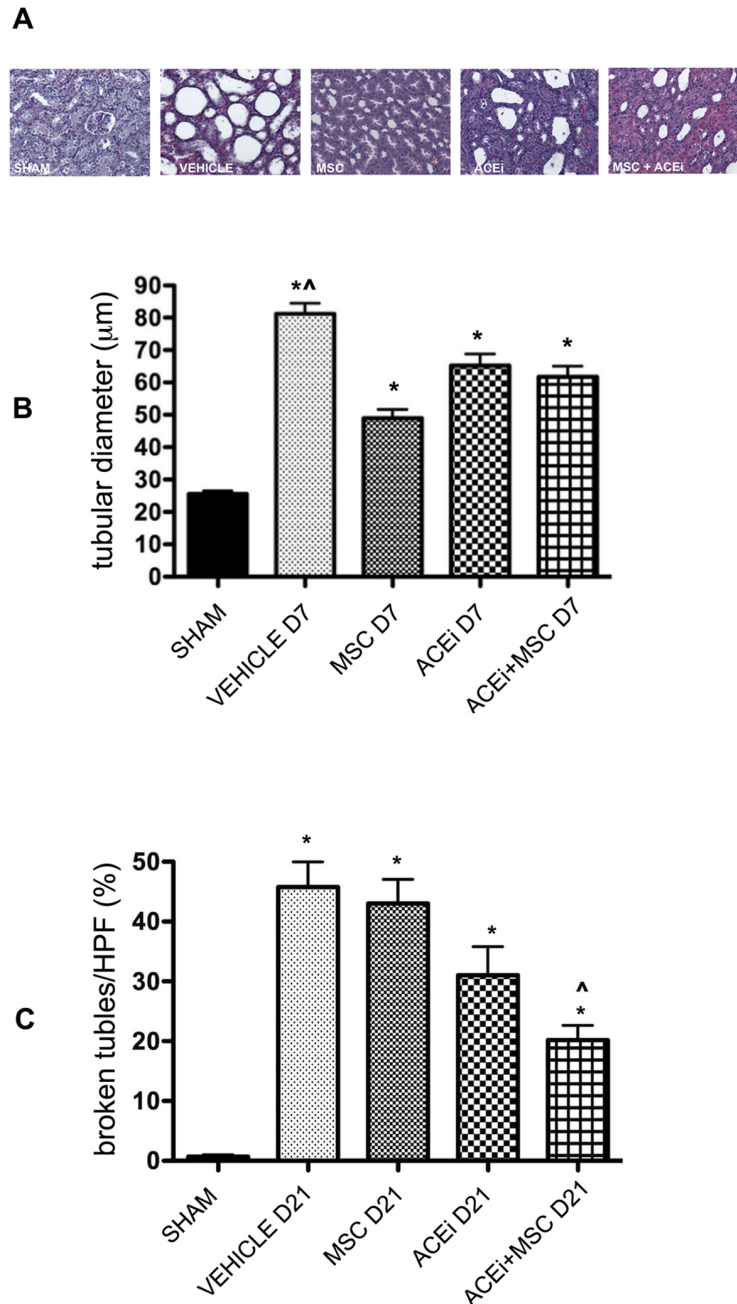 A
SHAM VEHICLE MSC ACEi MSC + ACEi
B
tubular diameter (μm)
90
80
70
60
50
40
30
20
10
0
*^
*
*
*
SHAM
VEHICLE D7
MSC D7
ACEi D7
ACEi+MSC D7
C
broken tubles/HPF (%)
50
40
30
20
10
0
*
*
*
^
*
SHAM
VEHICLE D21
MSC D21
ACEi D21
ACEi+MSC D21